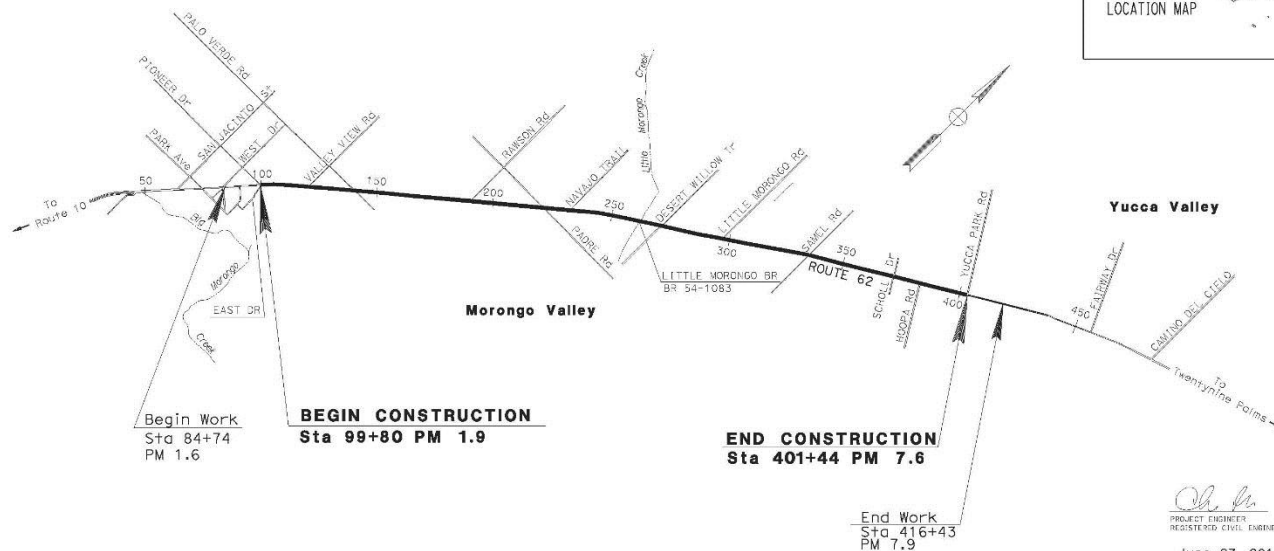 LOCATION MAP
PALO VERDE Rd
PIONEER Dr
SAN JACINTO St
PARK Ave
WEST Dr
VALLEY VIEW Rd
RAWSON Rd
NAVAJO TRAIL
Little Morongo Creek
DESERT WILLOW Tr
LITTLE MORONGO Rd
SAMCL Rd
YUCCA PARK Rd
Yucca Valley
50
100
150
200
250
300
350
400
450
To
Route 10
Big Morongo Creek
EAST DR
PADRE Rd
LITTLE MORONGO BR
BR 54-1083
ROUTE 62
SCHOLL Dr
HOOPA Rd
FAIRWAY Dr
CAMINO DEL CIELO
To
Twentynine Palms
Morongo Valley
Begin Work
Sta 84+74
PM 1.6
BEGIN CONSTRUCTION
Sta 99+80 PM 1.9
END CONSTRUCTION
Sta 401+44 PM 7.6
End Work
Sta 416+43
PM 7.9
PROJECT ENGINEER
REGISTERED CIVIL ENGINE